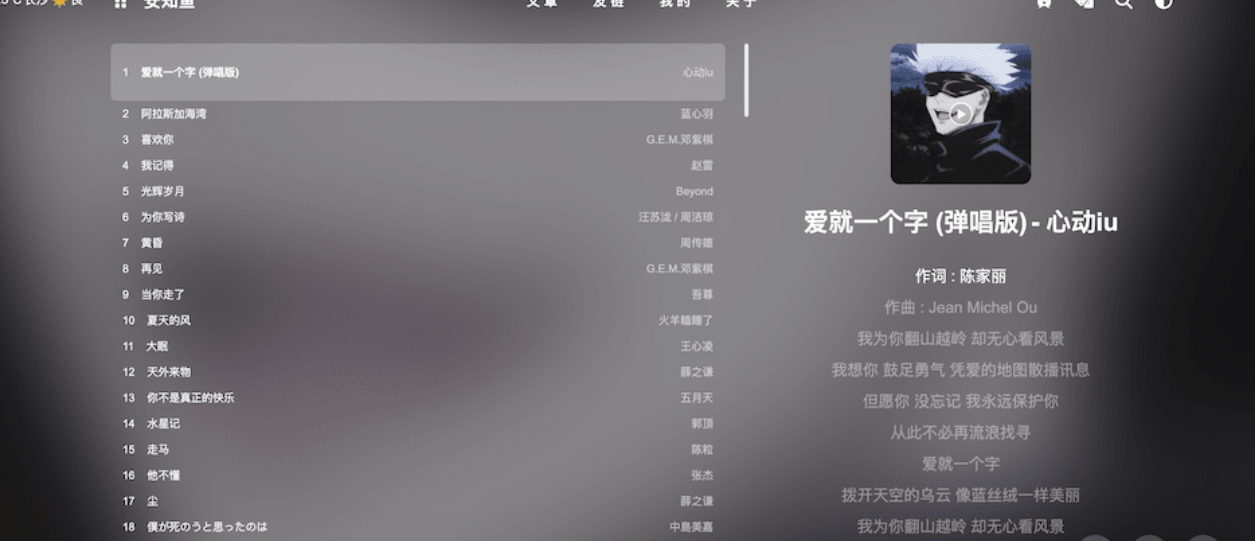 安知鱼
文章 友链 我的 关于
1 爱就一个字 (弹唱版) 心动iu
2 阿拉斯加海湾 蓝心羽
3 喜欢你 G.E.M.邓紫棋
4 我记得 赵雷
5 光辉岁月 Beyond
6 为你写诗 汪苏泷 / 周洁琼
7 黄昏 周传雄
8 再见 G.E.M.邓紫棋
9 当你走了 吾尊
10 夏天的风 火羊瞌睡了
11 大眠 王心凌
12 天外来物 薛之谦
13 你不是真正的快乐 五月天
14 水星记 郭顶
15 走马 陈粒
16 他不懂 张杰
17 尘 薛之谦
18 僕が死のうと思ったのは 中島美嘉
爱就一个字 (弹唱版) - 心动iu
作词 : 陈家丽
作曲 : Jean Michel Ou
我为你翻山越岭 却无心看风景
我想你 鼓足勇气 凭爱的地图散播讯息
但愿你 没忘记 我永远保护你
从此不必再流浪找寻
爱就一个字
拨开天空的乌云 像蓝丝绒一样美丽
我为你翻山越岭 却无心看风景